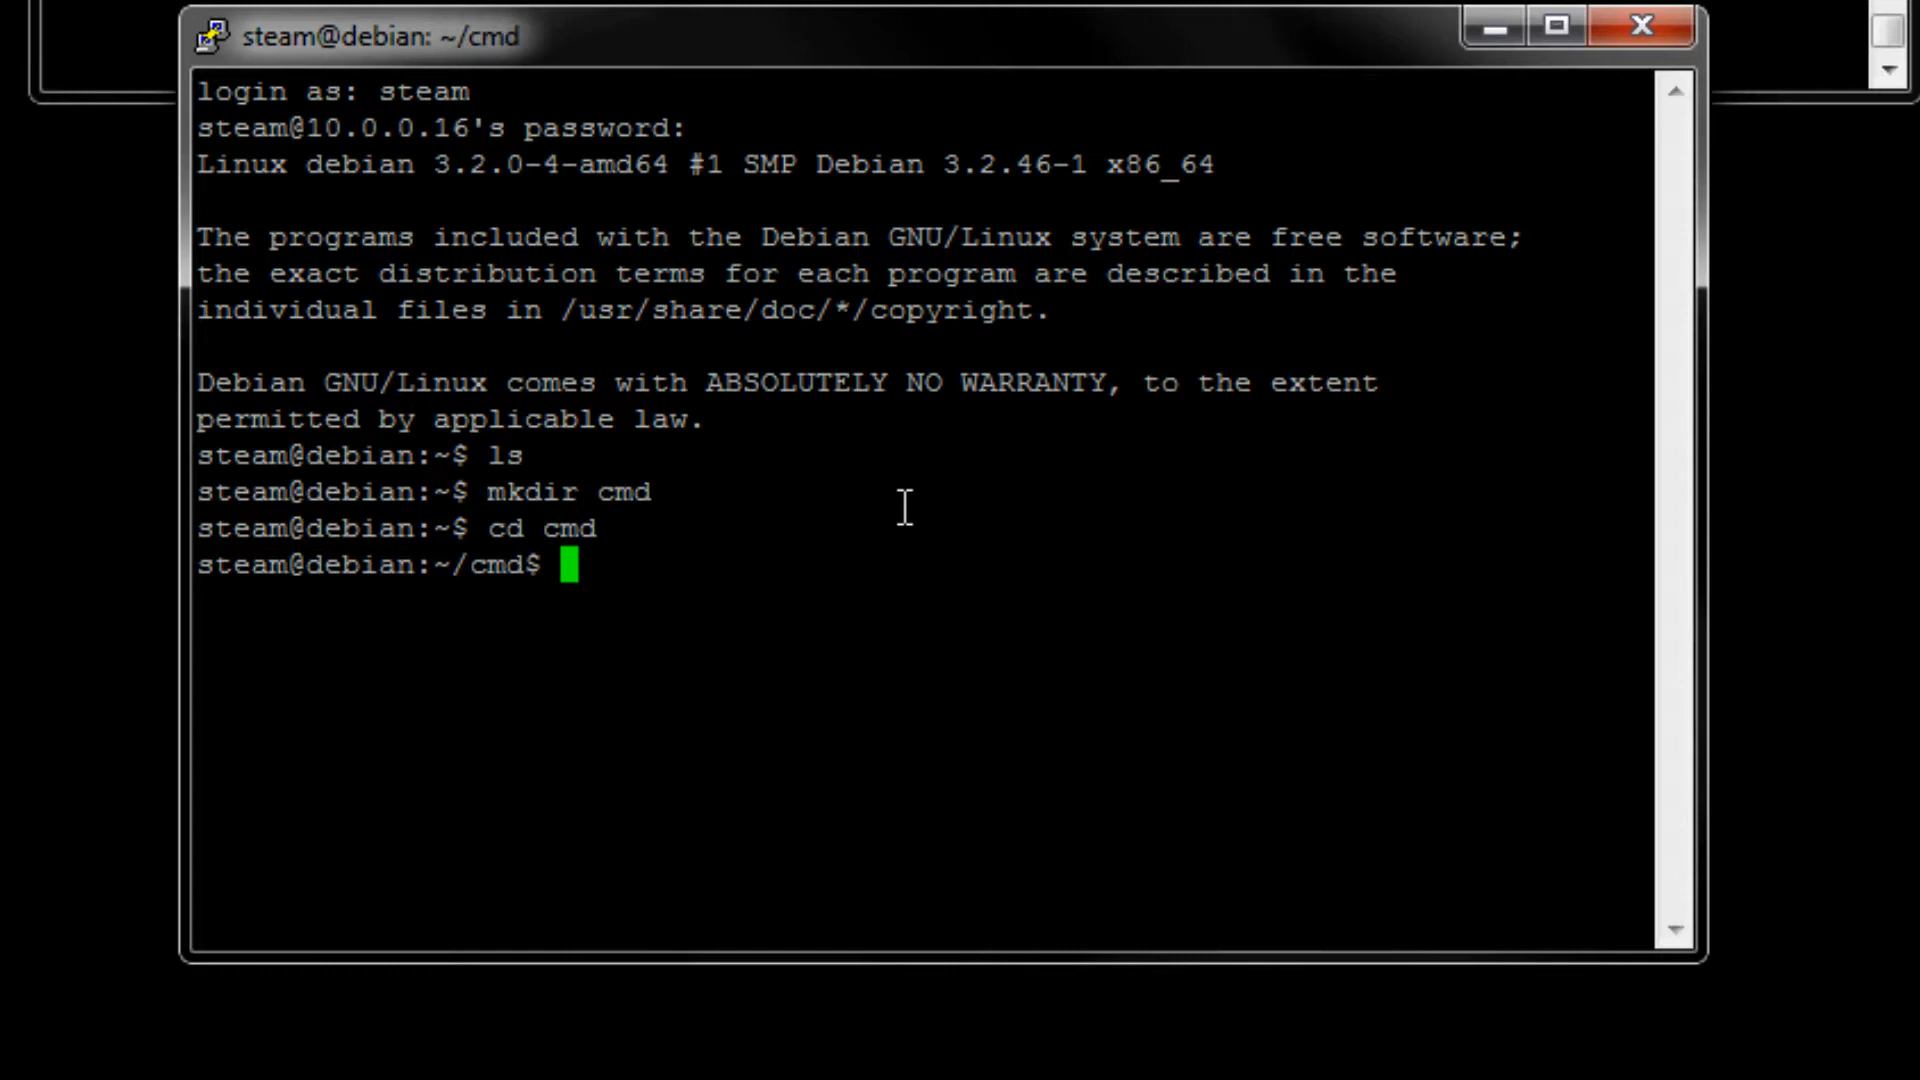 steam@debian: ~/cmd
login as: steam
steam@10.0.0.16's password:
Linux debian 3.2.0-4-amd64 #1 SMP Debian 3.2.46-1 x86_64
The programs included with the Debian GNU/Linux system are free software;
the exact distribution terms for each program are described in the
individual files in /usr/share/doc/*/copyright.
Debian GNU/Linux comes with ABSOLUTELY NO WARRANTY, to the extent
permitted by applicable law.
steam@debian:~$ ls
steam@debian:~$ mkdir cmd
steam@debian:~$ cd cmd
steam@debian:~/cmd$